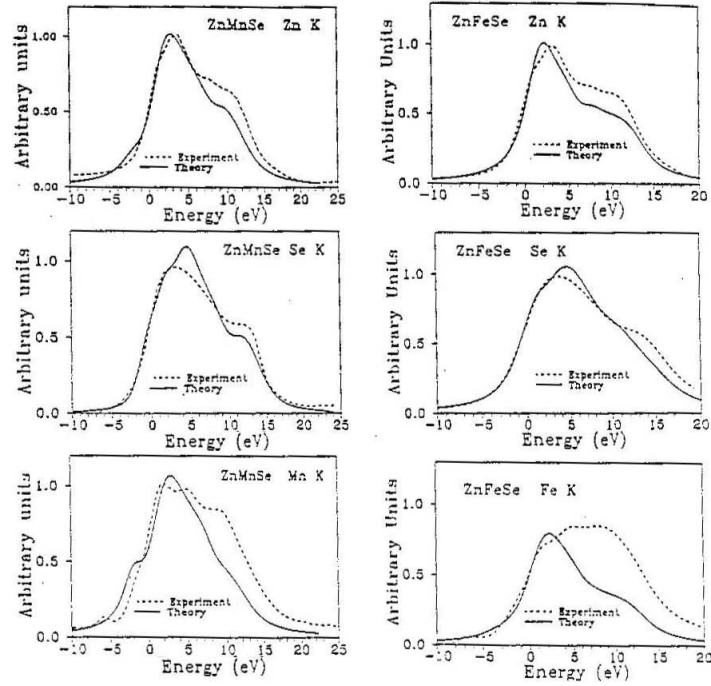 ZnMnSe Zn K
Arbitrary units
1.00
0.50
0.00
Experiment
Theory
-10 -5 0 5 10 15 20 25
Energy (eV)
ZnFeSe Zn K
Arbitrary Units
1.0
0.5
0.0
Experiment
Theory
-10 -5 0 5 10 15 20
Energy (eV)
ZnMnSe Se K
Arbitrary units
1.0
0.5
0.0
Experiment
Theory
-10 -5 0 5 10 15 20 25
Energy (eV)
ZnFeSe Se K
Arbitrary Units
1.0
0.5
0.0
Experiment
Theory
-10 -5 0 5 10 15 20
Energy (eV)
ZnMnSe Mn K
Arbitrary units
1.0
0.5
0.0
Experiment
Theory
-10 -5 0 5 10 15 20 25
Energy (eV)
ZnFeSe Fe K
Arbitrary Units
1.0
0.5
0.0
Experiment
Theory
-10 -5 0 5 10 15 20
Energy (eV)